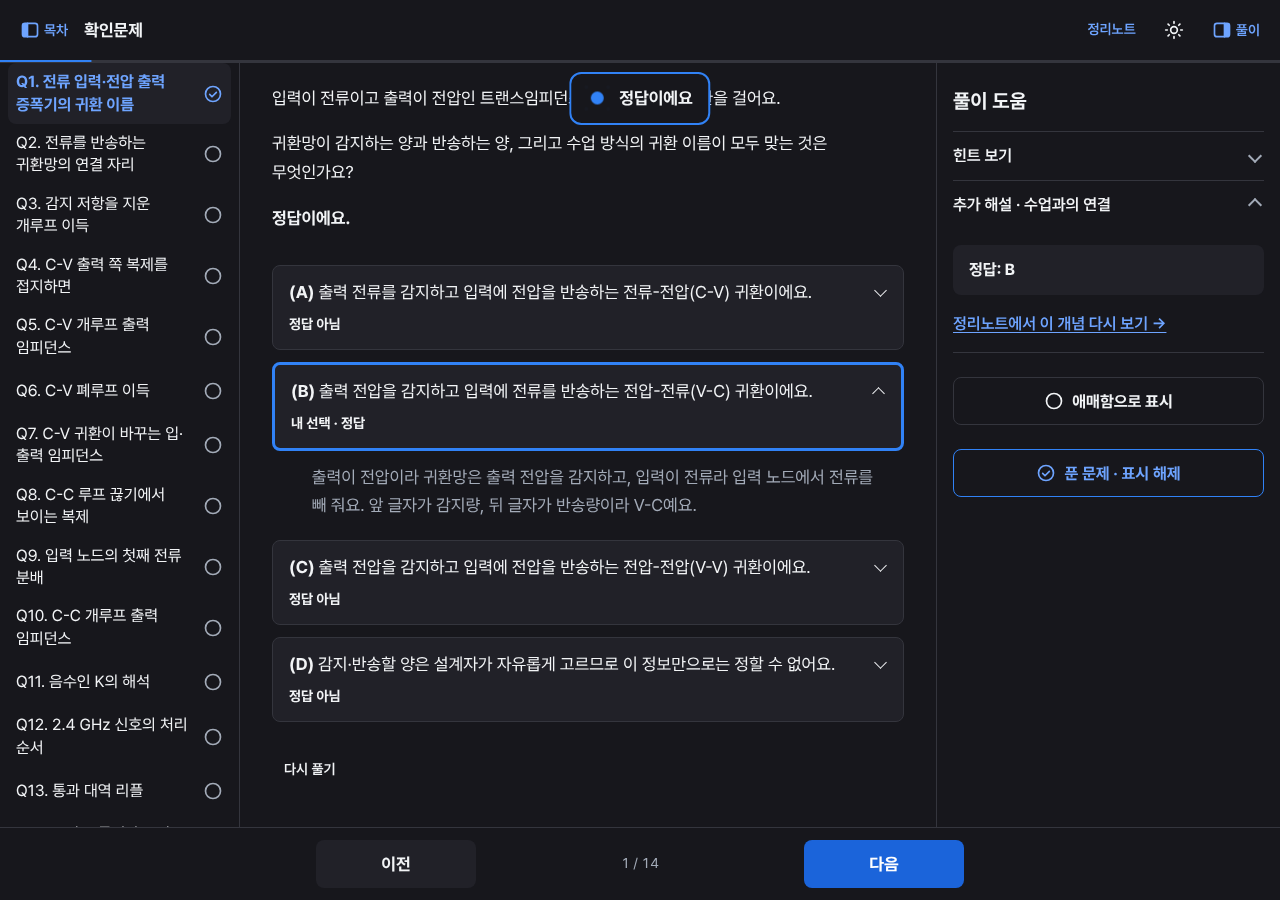 목차
확인문제
정리노트
풀이
Q1. 전류 입력·전압 출력
증폭기의 귀환 이름
Q2. 전류를 반송하는
귀환망의 연결 자리
Q3. 감지 저항을 지운
개루프 이득
Q4. C-V 출력 쪽 복제를
접지하면
Q5. C-V 개루프 출력
임피던스
Q6. C-V 폐루프 이득
Q7. C-V 귀환이 바꾸는 입·
출력 임피던스
Q8. C-C 루프 끊기에서
보이는 복제
Q9. 입력 노드의 첫째 전류
분배
Q10. C-C 개루프 출력
임피던스
Q11. 음수인 K의 해석
Q12. 2.4 GHz 신호의 처리
순서
Q13. 통과 대역 리플
입력이 전류이고 출력이 전압인 트랜스임피던
정답이에요
을 걸어요.
귀환망이 감지하는 양과 반송하는 양, 그리고 수업 방식의 귀환 이름이 모두 맞는 것은
무엇인가요?
정답이에요.
(A) 출력 전류를 감지하고 입력에 전압을 반송하는 전류-전압(C-V) 귀환이에요.
정답 아님
(B) 출력 전압을 감지하고 입력에 전류를 반송하는 전압-전류(V-C) 귀환이에요.
내 선택 · 정답
출력이 전압이라 귀환망은 출력 전압을 감지하고, 입력이 전류라 입력 노드에서 전류를
빼 줘요. 앞 글자가 감지량, 뒤 글자가 반송량이라 V-C예요.
(C) 출력 전압을 감지하고 입력에 전압을 반송하는 전압-전압(V-V) 귀환이에요.
정답 아님
(D) 감지·반송할 양은 설계자가 자유롭게 고르므로 이 정보만으로는 정할 수 없어요.
정답 아님
다시 풀기
풀이 도움
힌트 보기
추가 해설 · 수업과의 연결
정답: B
정리노트에서 이 개념 다시 보기 →
애매함으로 표시
푼 문제 · 표시 해제
이전
1 / 14
다음